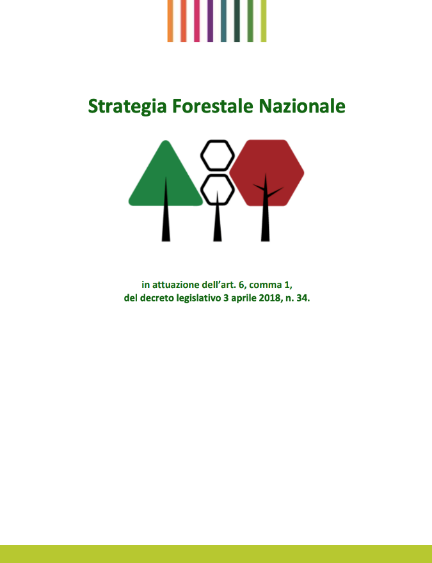 Strategia Forestale Nazionale
in attuazione dell'art. 6, comma 1,
del decreto legislativo 3 aprile 2018, n. 34.